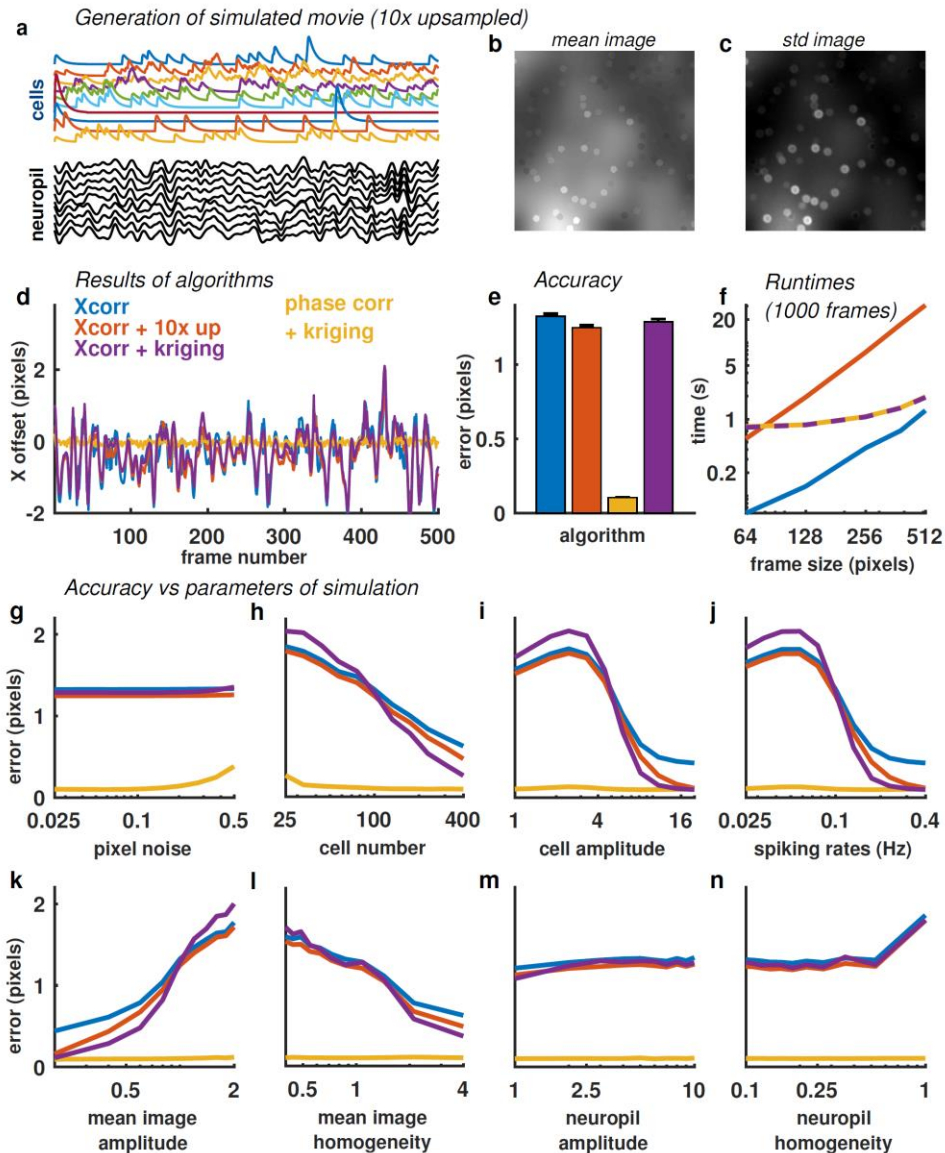 Generation of simulated movie (10x upsampled)
a
cells
neuropil
b
mean image
c
std image
Results of algorithms
d
Xcorr
Xcorr + 10x up
Xcorr + kriging
phase corr
+ kriging
X offset (pixels)
2
0
-2
100 200 300 400 500
frame number
Accuracy
e
error (pixels)
1
0.5
0
algorithm
Runtimes
(1000 frames)
f
time (s)
20
5
1
0.2
64 128 256 512
frame size (pixels)
Accuracy vs parameters of simulation
g
error (pixels)
2
1
0
0.025 0.1 0.5
pixel noise
h
25 100 400
cell number
i
1 4 16
cell amplitude
j
0.025 0.1 0.4
spiking rates (Hz)
k
error (pixels)
2
1
0
0.5 2
mean image
amplitude
l
0.5 1 4
mean image
homogeneity
m
1 2.5 10
neuropil
amplitude
n
0.1 0.25 1
neuropil
homogeneity